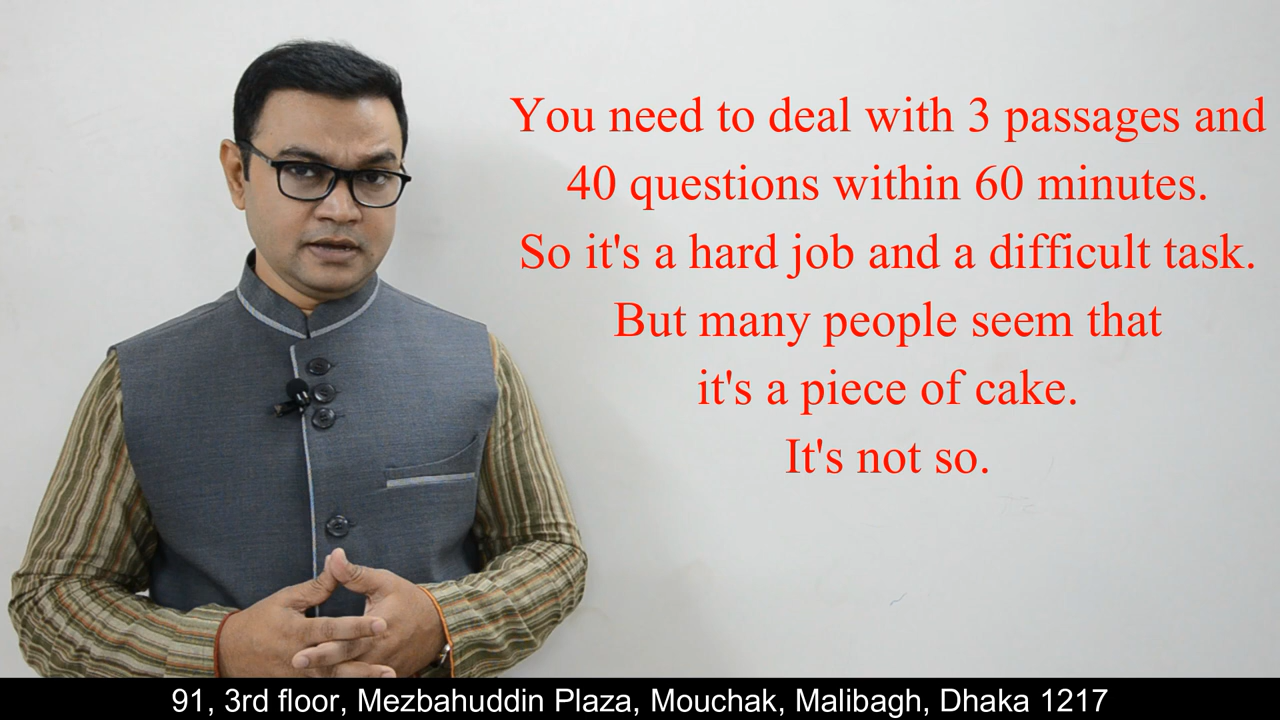 You need to deal with 3 passages and
40 questions within 60 minutes.
So it's a hard job and a difficult task.
But many people seem that
it's a piece of cake.
It's not so.
91, 3rd floor, Mezbahuddin Plaza, Mouchak, Malibagh, Dhaka 1217